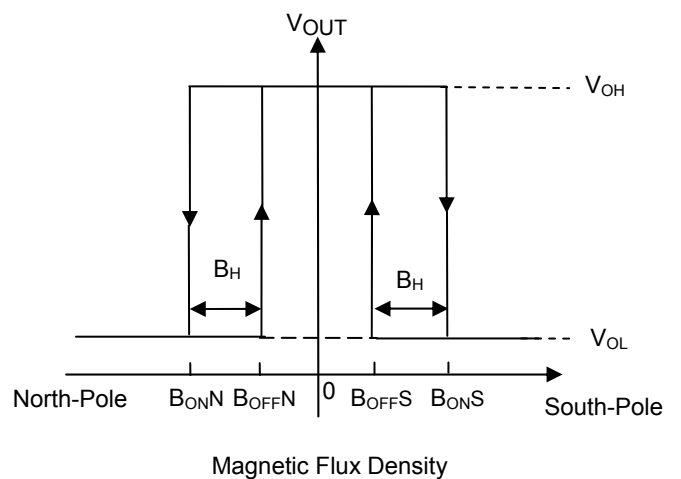 VOUT
VOH
BH
BH
VOL
North-Pole
BONN
BOFFN
0
BOFFS
BONS
South-Pole
Magnetic Flux Density